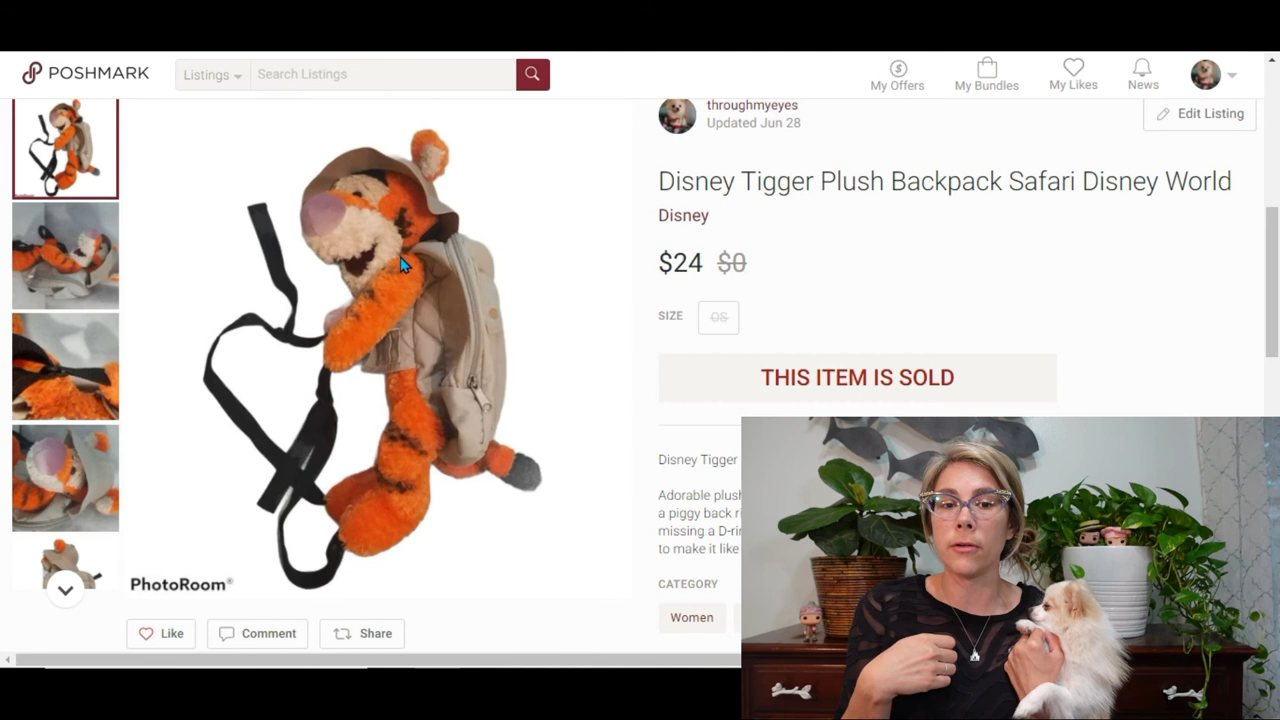 POSHMARK
Listings
Search Listings
My Offers
My Bundles
My Likes
News
throughmyeyes
Updated Jun 28
Edit Listing
Disney Tigger Plush Backpack Safari Disney World
Disney
$24 $0
SIZE OS
THIS ITEM IS SOLD
Disney Tigger
Adorable plush
a piggy back
missing a D-rin
to make it like
CATEGORY
Women
PhotoRoom®
Like
Comment
Share